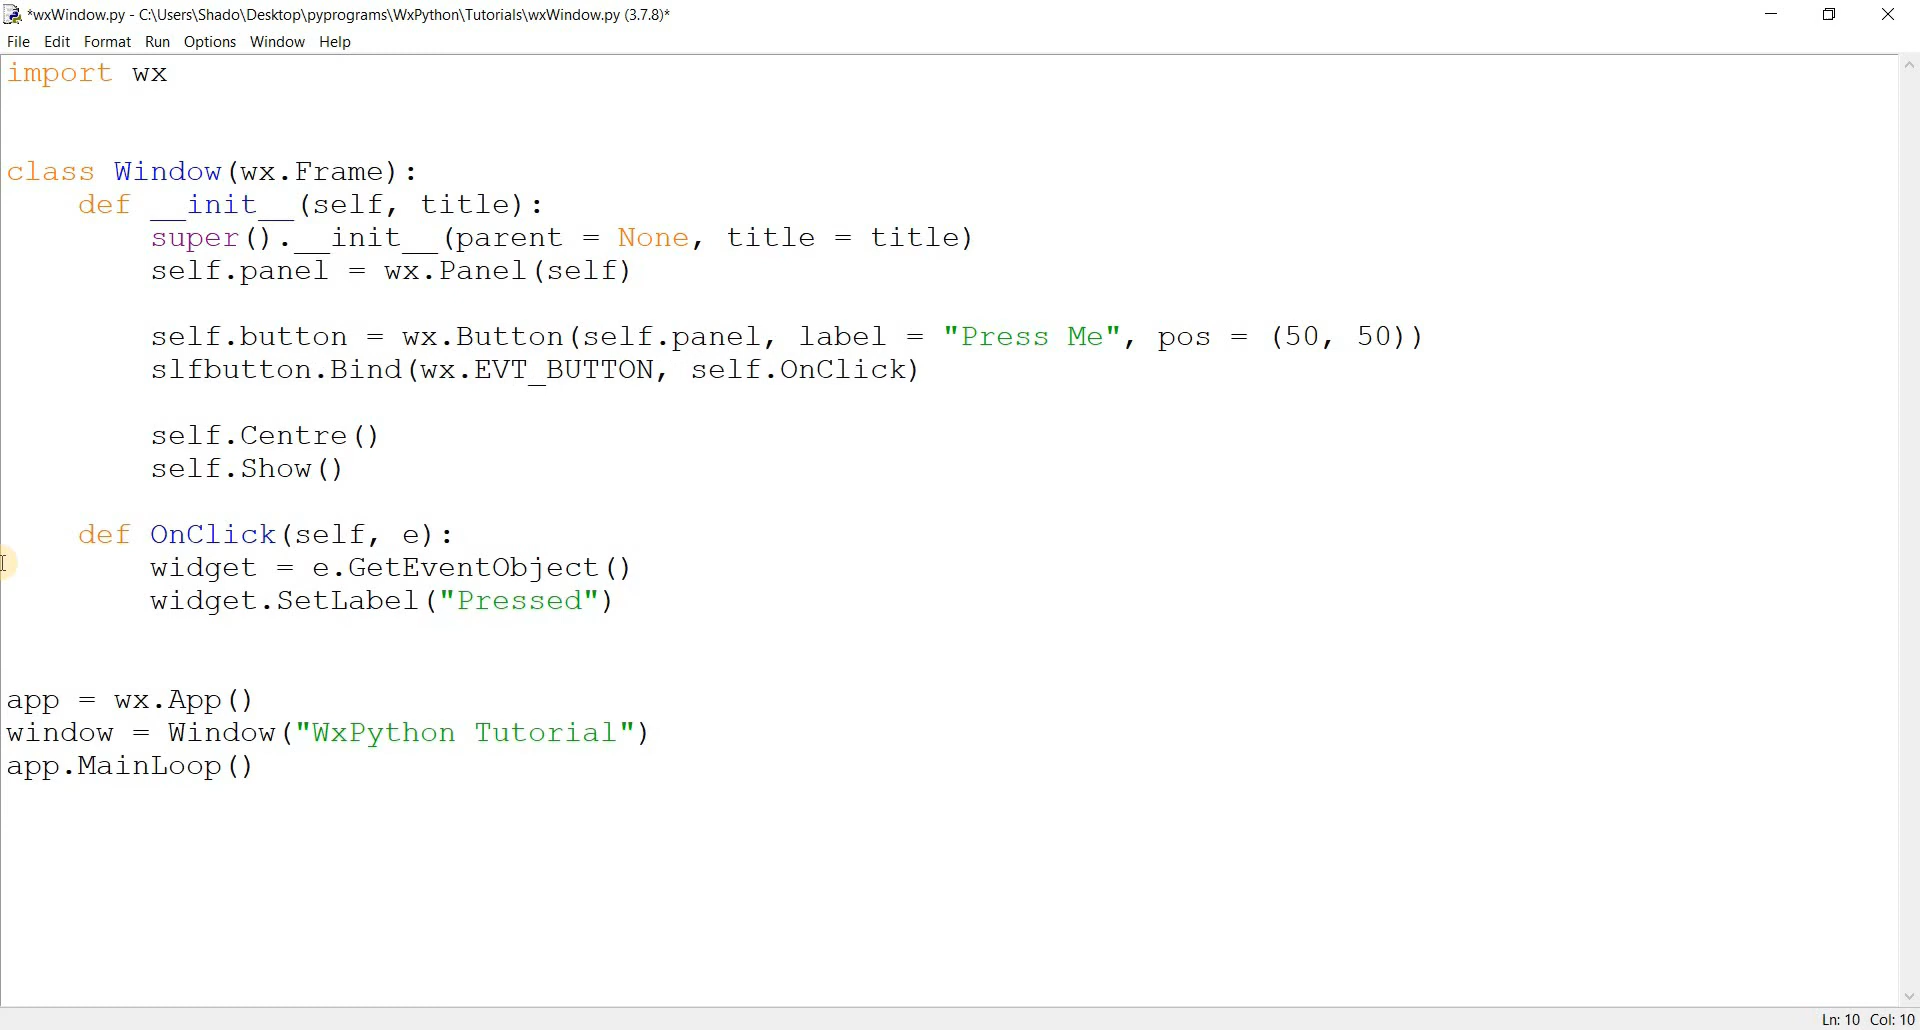 *wxWindow.py - C:\Users\Shado\Desktop\pyprograms\WxPython\Tutorials\wxWindow.py (3.7.8)*
File Edit Format Run Options Window Help
import wx
class Window(wx.Frame):
    def __init__(self, title):
        super().__init__(parent = None, title = title)
        self.panel = wx.Panel(self)
        self.button = wx.Button(self.panel, label = "Press Me", pos = (50, 50))
        slfbutton.Bind(wx.EVT_BUTTON, self.OnClick)
        self.Centre()
        self.Show()
    def OnClick(self, e):
        widget = e.GetEventObject()
        widget.SetLabel("Pressed")
app = wx.App()
window = Window("WxPython Tutorial")
app.MainLoop()
Ln: 10 Col: 10